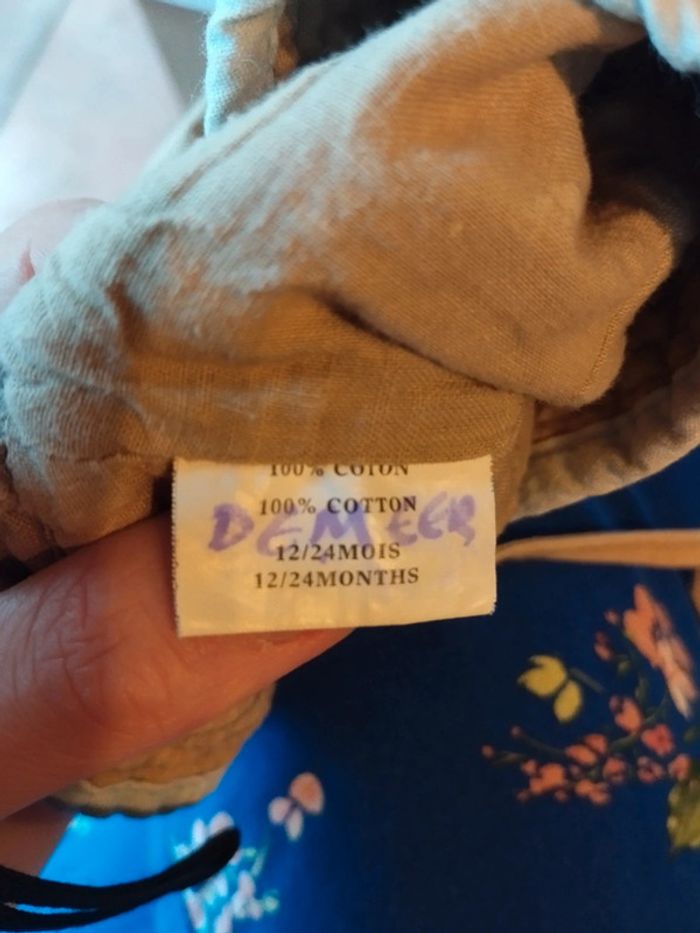 100% COTON
100% COTTON
DEMEER
12/24MOIS
12/24MONTHS